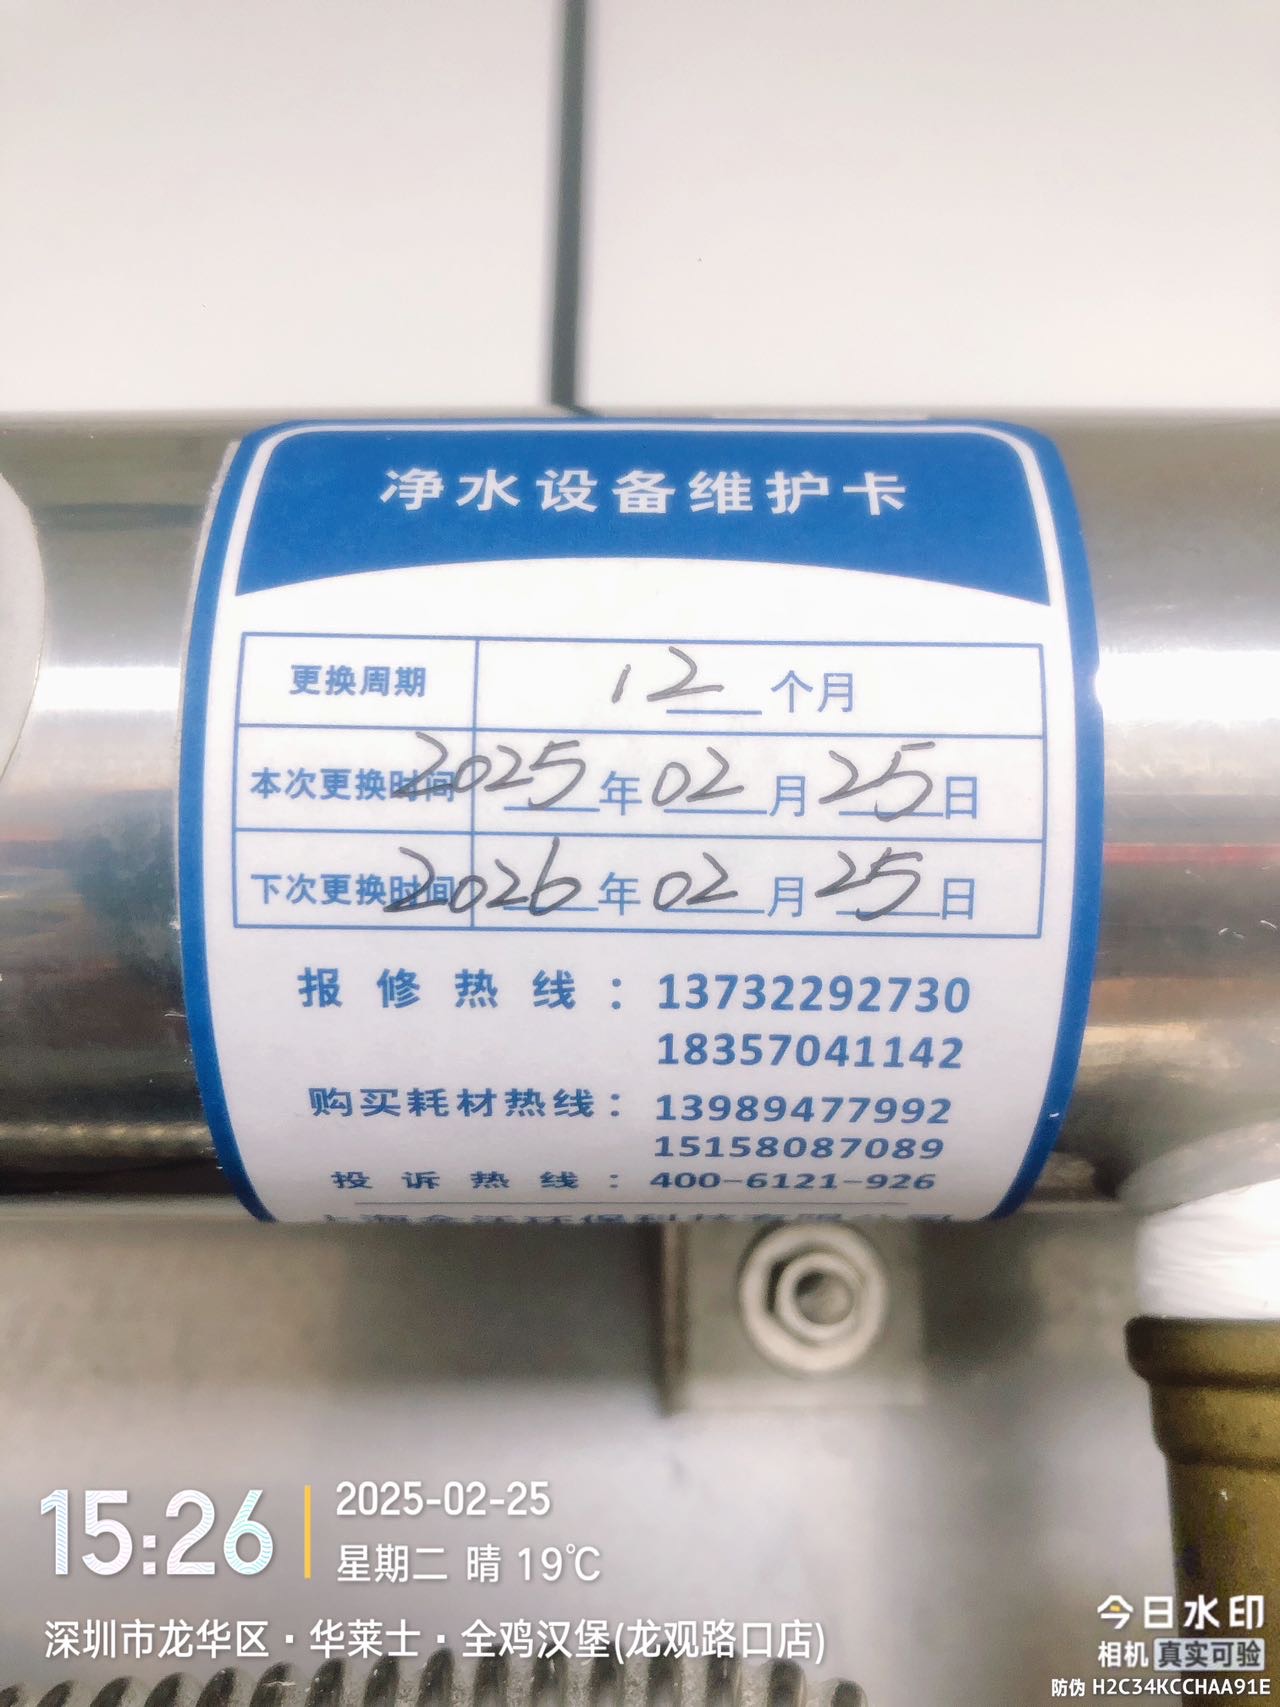 净水设备维护卡
更换周期 12 个月
本次更换时间 2025 年 02 月 25 日
下次更换时间 2026 年 02 月 25 日
报修热线：13732292730
18357041142
购买耗材热线：13989477992
15158087089
投诉热线：400-6121-926
15:26
2025-02-25
星期二 晴 19℃
深圳市龙华区·华莱士·全鸡汉堡(龙观路口店)
今日水印
相机 真实可验
防伪 H2C34KCCHAA91E